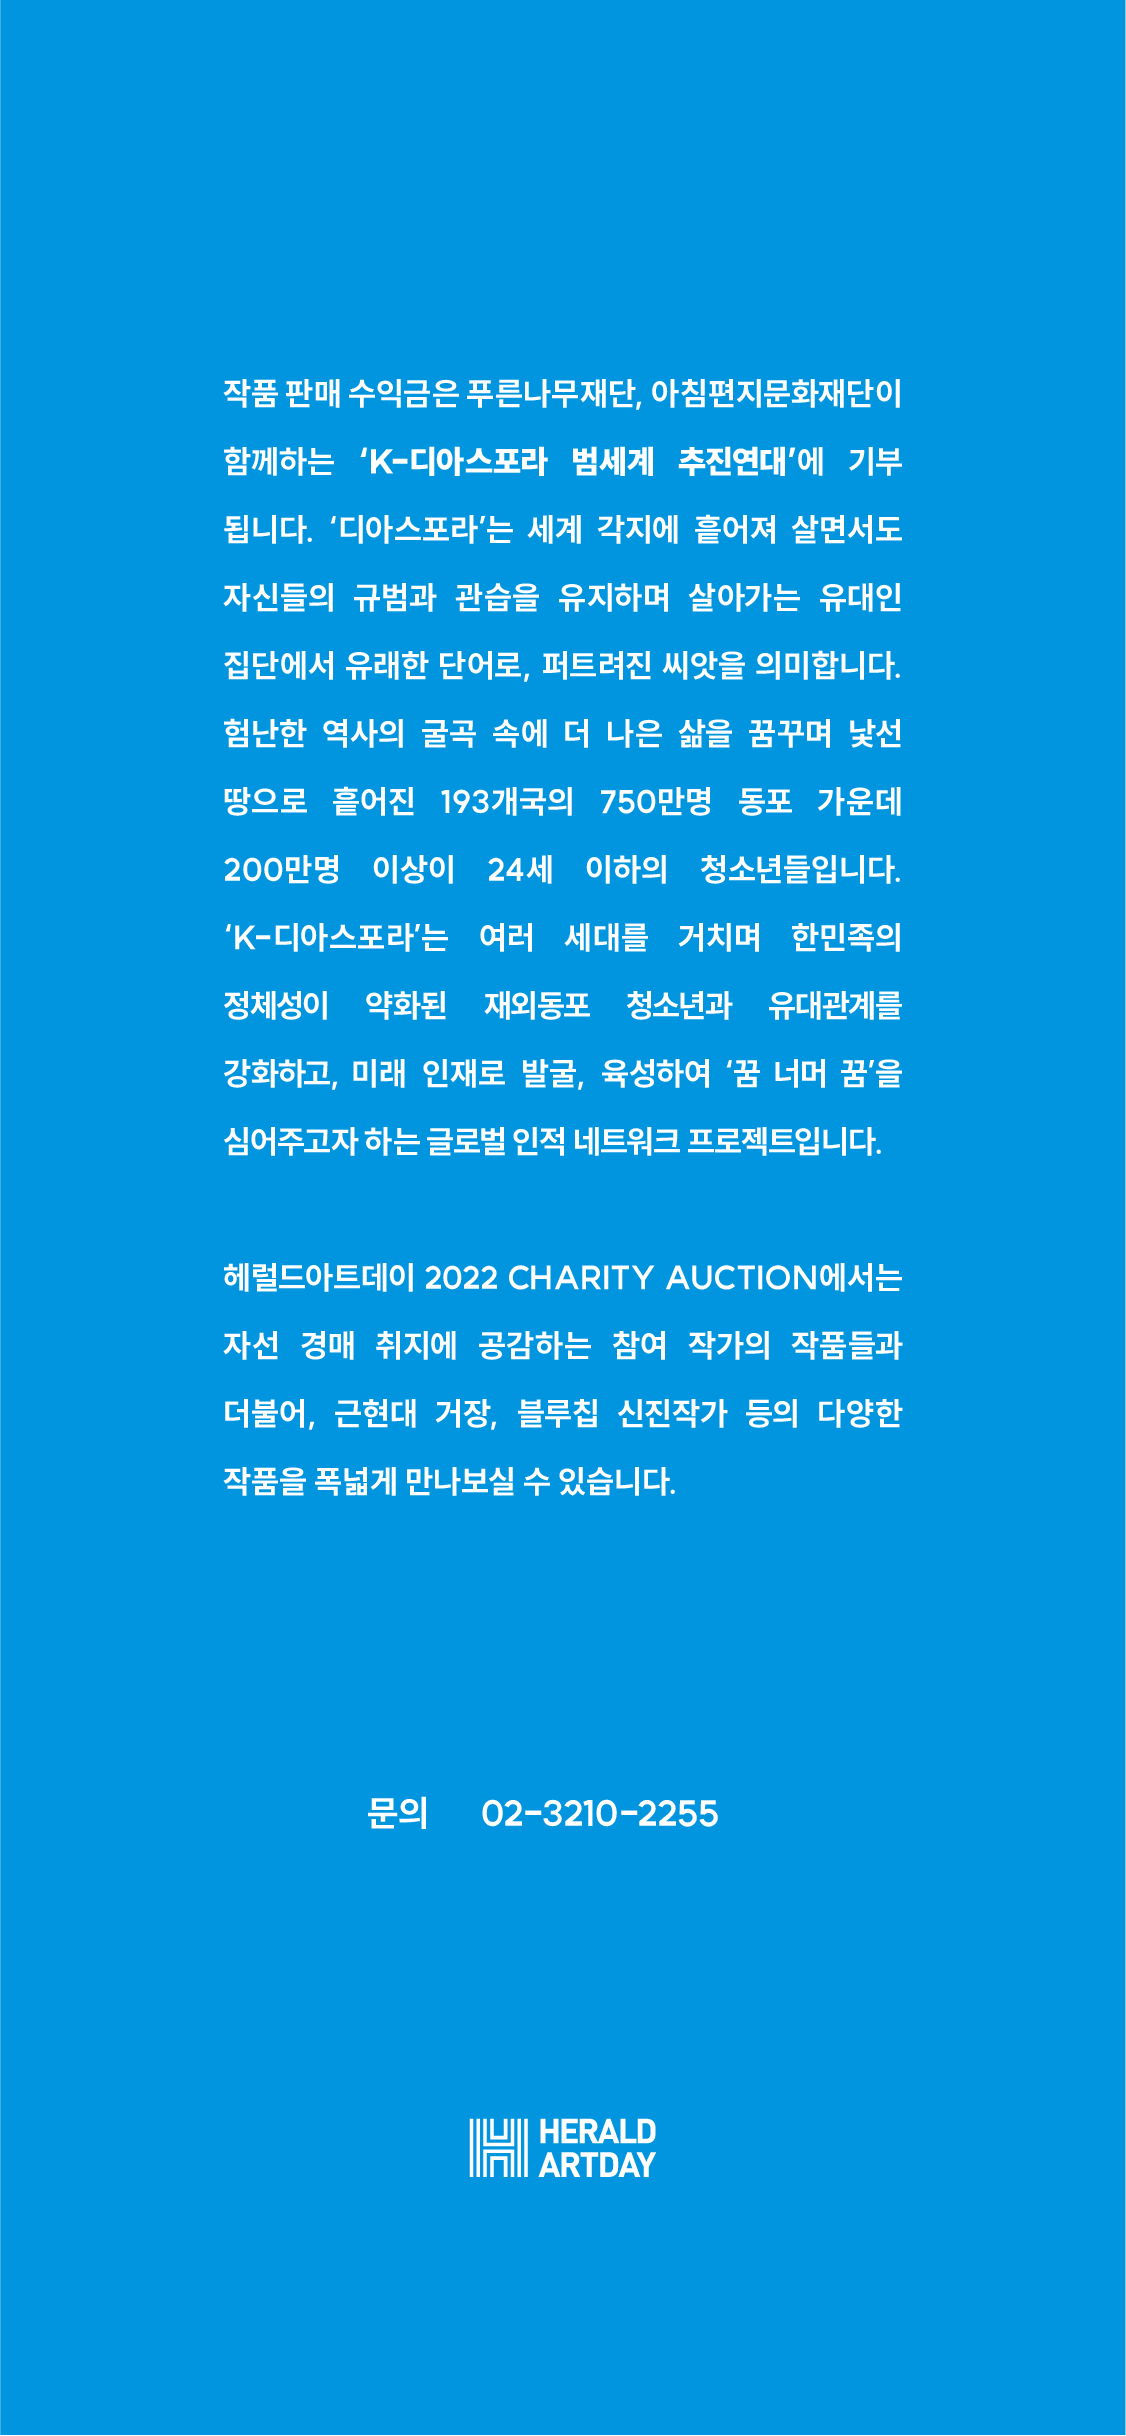 작품 판매 수익금은 푸른나무재단, 아침편지문화재단이
함께하는 ‘K-디아스포라 범세계 추진연대’에 기부
됩니다. ‘디아스포라’는 세계 각지에 흩어져 살면서도
자신들의 규범과 관습을 유지하며 살아가는 유대인
집단에서 유래한 단어로, 퍼트려진 씨앗을 의미합니다.
험난한 역사의 굴곡 속에 더 나은 삶을 꿈꾸며 낯선
땅으로 흩어진 193개국의 750만명 동포 가운데
200만명 이상이 24세 이하의 청소년들입니다.
‘K-디아스포라’는 여러 세대를 거치며 한민족의
정체성이 약화된 재외동포 청소년과 유대관계를
강화하고, 미래 인재로 발굴, 육성하여 ‘꿈 너머 꿈’을
심어주고자 하는 글로벌 인적 네트워크 프로젝트입니다.
헤럴드아트데이 2022 CHARITY AUCTION에서는
자선 경매 취지에 공감하는 참여 작가의 작품들과
더불어, 근현대 거장, 블루칩 신진작가 등의 다양한
작품을 폭넓게 만나보실 수 있습니다.
문의 02-3210-2255
HERALD
ARTDAY